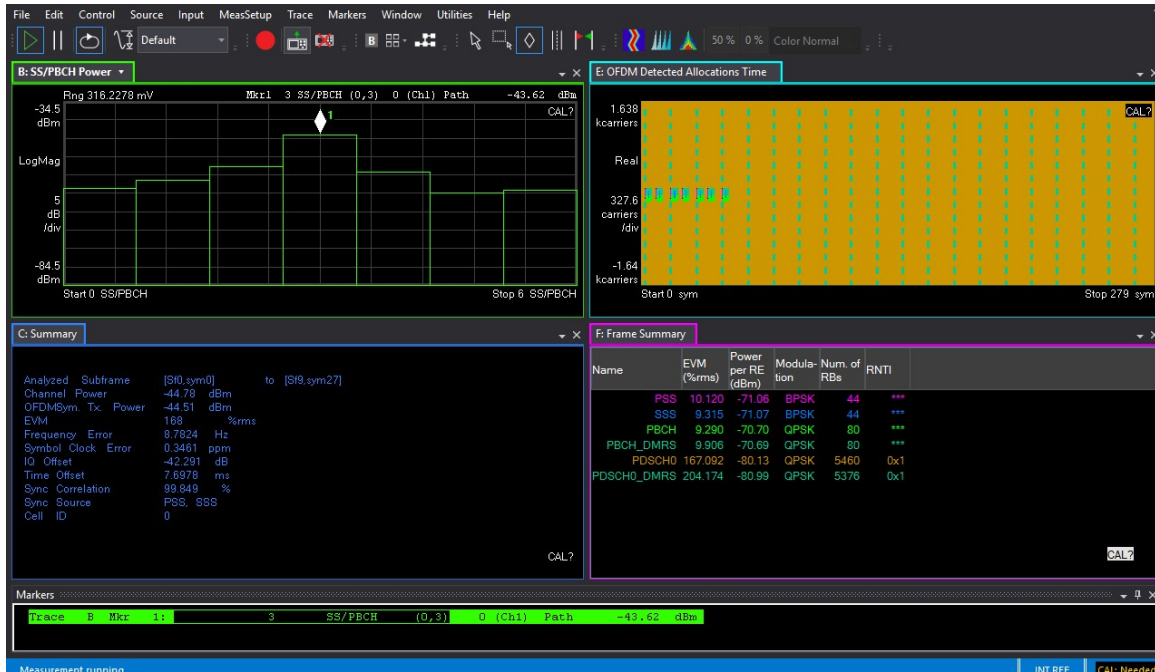 File Edit Control Source Input MeasSetup Trace Markers Window Utilities Help
Default 50 % 0 % Color Normal
B: SS/PBCH Power
Rng 316.2278 mV Mkr1 3 SS/PBCH (0,3) 0 (Ch1) Path -43.62 dBm
-34.5
dBm
CAL?
1
LogMag
5
dB
/div
-84.5
dBm
Start 0 SS/PBCH Stop 6 SS/PBCH
E: OFDM Detected Allocations Time
1.638
kcarriers
CAL?
Real
327.6
carriers
/div
-1.64
kcarriers
Start 0 sym Stop 279 sym
C: Summary
Analyzed Subframe [Sf0,sym0] to [Sf9,sym27]
Channel Power -44.78 dBm
OFDMSym. Tx. Power -44.51 dBm
EVM 168 %rms
Frequency Error 8.7824 Hz
Symbol Clock Error 0.3461 ppm
IQ Offset -42.291 dB
Time Offset 7.6978 ms
Sync Correlation 99.849 %
Sync Source PSS, SSS
Cell ID 0
CAL?
F: Frame Summary
Name EVM (%rms) Power per RE (dBm) Modula-tion Num. of RBs RNTI
PSS 10.120 -71.06 BPSK 44 ***
SSS 9.315 -71.07 BPSK 44 ***
PBCH 9.290 -70.70 QPSK 80 ***
PBCH_DMRS 9.906 -70.69 QPSK 80 ***
PDSCH0 167.092 -80.13 QPSK 5460 0x1
PDSCH0_DMRS 204.174 -80.99 QPSK 5376 0x1
CAL?
Markers
Trace B Mkr 1: 3 SS/PBCH (0,3) 0 (Ch1) Path -43.62 dBm
Measurement running INT REF CAL: Needed